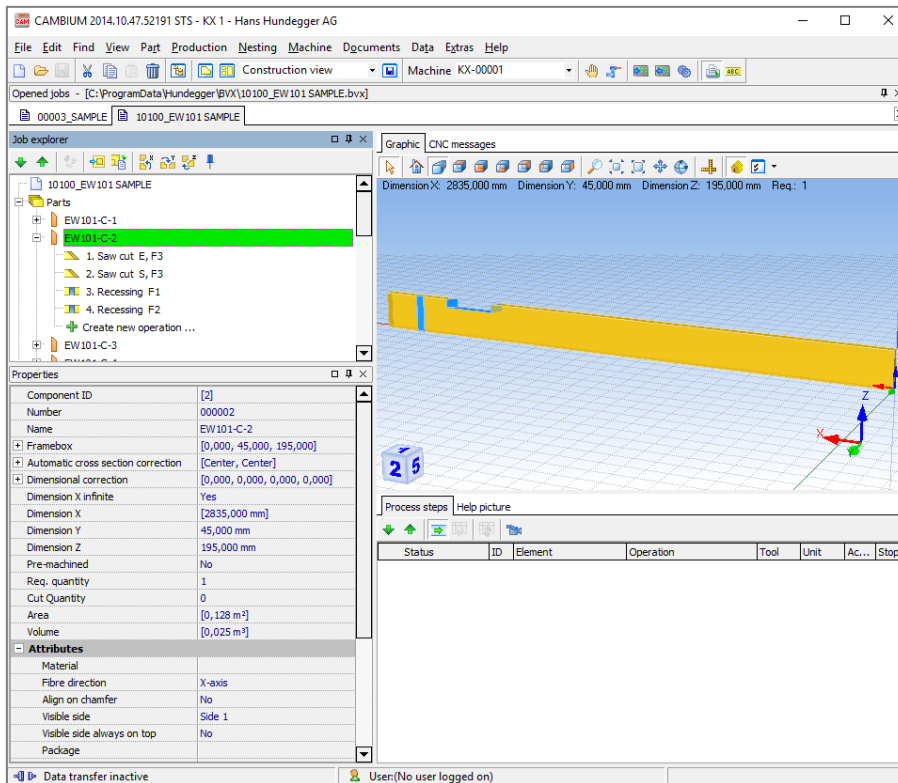 CAM CAMBIUM 2014.10.47.52191 STS - KX 1 - Hans Hundegger AG
File Edit Find View Part Production Nesting Machine Documents Data Extras Help
Construction view Machine KX-00001 ABC
Opened jobs - [C:\ProgramData\Hundegger\BVX\10100_EW101 SAMPLE.bvx]
00003_SAMPLE 10100_EW101 SAMPLE
Job explorer
10100_EW101 SAMPLE
Parts
EW101-C-1
EW101-C-2
1. Saw cut E, F3
2. Saw cut S, F3
3. Recessing F1
4. Recessing F2
Create new operation ...
EW101-C-3
Graphic CNC messages
Dimension X: 2835,000 mm Dimension Y: 45,000 mm Dimension Z: 195,000 mm Req.: 1
Z
X
2 5
Properties
Component ID [2]
Number 000002
Name EW101-C-2
Framebox [0,000, 45,000, 195,000]
Automatic cross section correction [Center, Center]
Dimensional correction [0,000, 0,000, 0,000, 0,000]
Dimension X infinite Yes
Dimension X [2835,000 mm]
Dimension Y 45,000 mm
Dimension Z 195,000 mm
Pre-machined No
Req. quantity 1
Cut Quantity 0
Area [0,128 m²]
Volume [0,025 m³]
Attributes
Material
Fibre direction X-axis
Align on chamfer No
Visible side Side 1
Visible side always on top No
Package
Process steps Help picture
Status ID Element Operation Tool Unit Ac... Stop
Data transfer inactive User:(No user logged on)